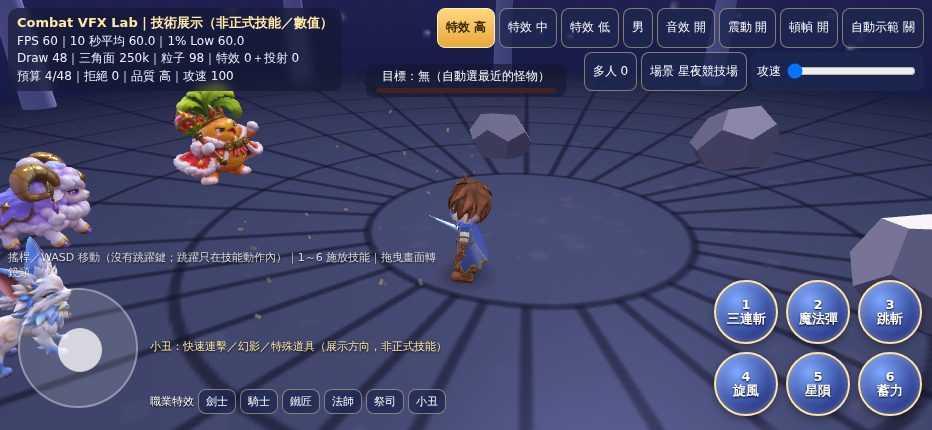 Combat VFX Lab｜技術展示（非正式技能／數值）
FPS 60｜10 秒平均 60.0｜1% Low 60.0
Draw 48｜三角面 250k｜粒子 98｜特效 0＋投射 0
預算 4/48｜拒絕 0｜品質 高｜攻速 100
特效 高
特效 中
特效 低
男
音效 開
震動 開
頓幀 開
自動示範 關
多人 0
場景 星夜競技場
攻速
目標：無（自動選最近的怪物）
搖桿／WASD 移動（沒有跳躍鍵；跳躍只在技能動作內）｜1～6 施放技能｜拖曳畫面轉
鏡頭
小丑：快速連擊／幻影／特殊道具（展示方向，非正式技能）
職業特效
劍士
騎士
鐵匠
法師
祭司
小丑
1
三連斬
2
魔法彈
3
跳斬
4
旋風
5
星隕
6
蓄力